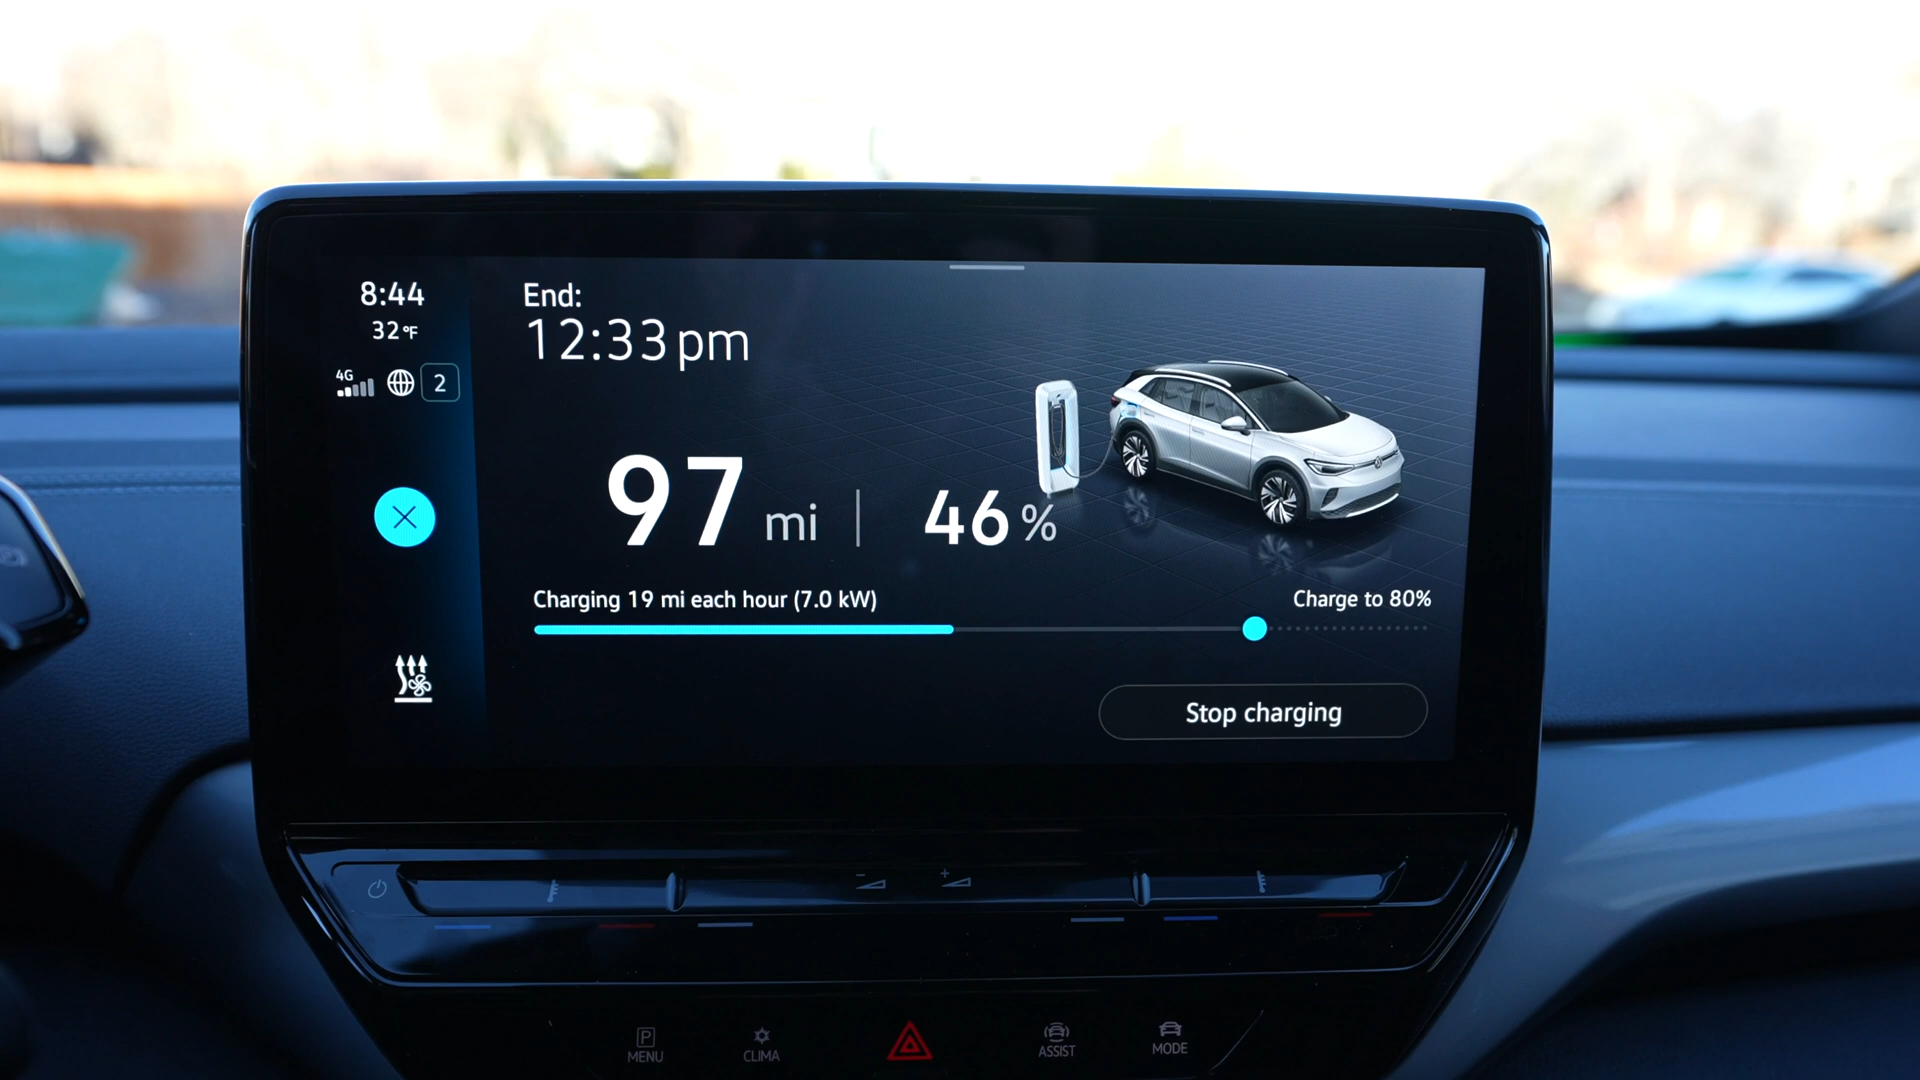 8:44
32°F
4G
2
End:
12:33 pm
97 mi | 46 %
Charging 19 mi each hour (7.0 kW)
Charge to 80%
Stop charging
P
MENU
CLIMA
ASSIST
MODE